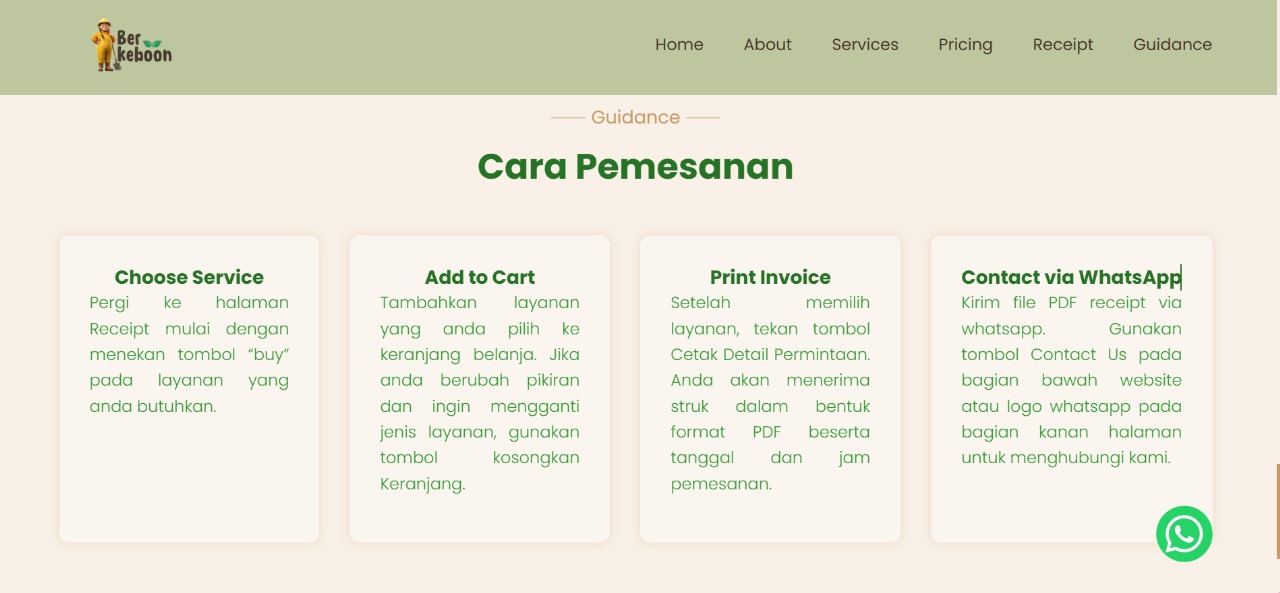 Ber
keboon
Home About Services Pricing Receipt Guidance
Guidance
Cara Pemesanan
Choose Service
Pergi ke halaman
Receipt mulai dengan
menekan tombol “buy”
pada layanan yang
anda butuhkan.
Add to Cart
Tambahkan layanan
yang anda pilih ke
keranjang belanja. Jika
anda berubah pikiran
dan ingin mengganti
jenis layanan, gunakan
tombol kosongkan
Keranjang.
Print Invoice
Setelah memilih
layanan, tekan tombol
Cetak Detail Permintaan.
Anda akan menerima
struk dalam bentuk
format PDF beserta
tanggal dan jam
pemesanan.
Contact via WhatsApp
Kirim file PDF receipt via
whatsapp. Gunakan
tombol Contact Us pada
bagian bawah website
atau logo whatsapp pada
bagian kanan halaman
untuk menghubungi kami.